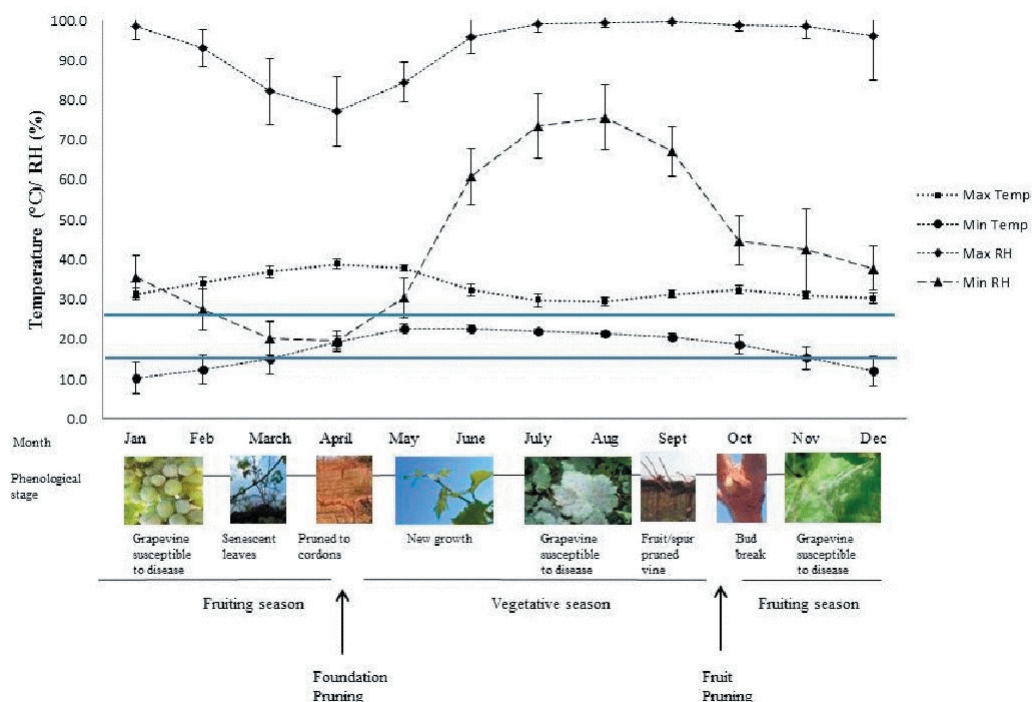 100.0
90.0
80.0
70.0
60.0
50.0
40.0
30.0
20.0
10.0
0.0
Temperature (°C)/ RH (%)
Max Temp
Min Temp
Max RH
Min RH
Month Jan Feb March April May June July Aug Sept Oct Nov Dec
Phenological
stage
Grapevine
susceptible
to disease
Senescent
leaves
Pruned to
cordons
New growth
Grapevine
susceptible
to disease
Fruit/spur
pruned
vine
Bud
break
Grapevine
susceptible
to disease
Fruiting season Vegetative season Fruiting season
Foundation
Pruning
Fruit
Pruning